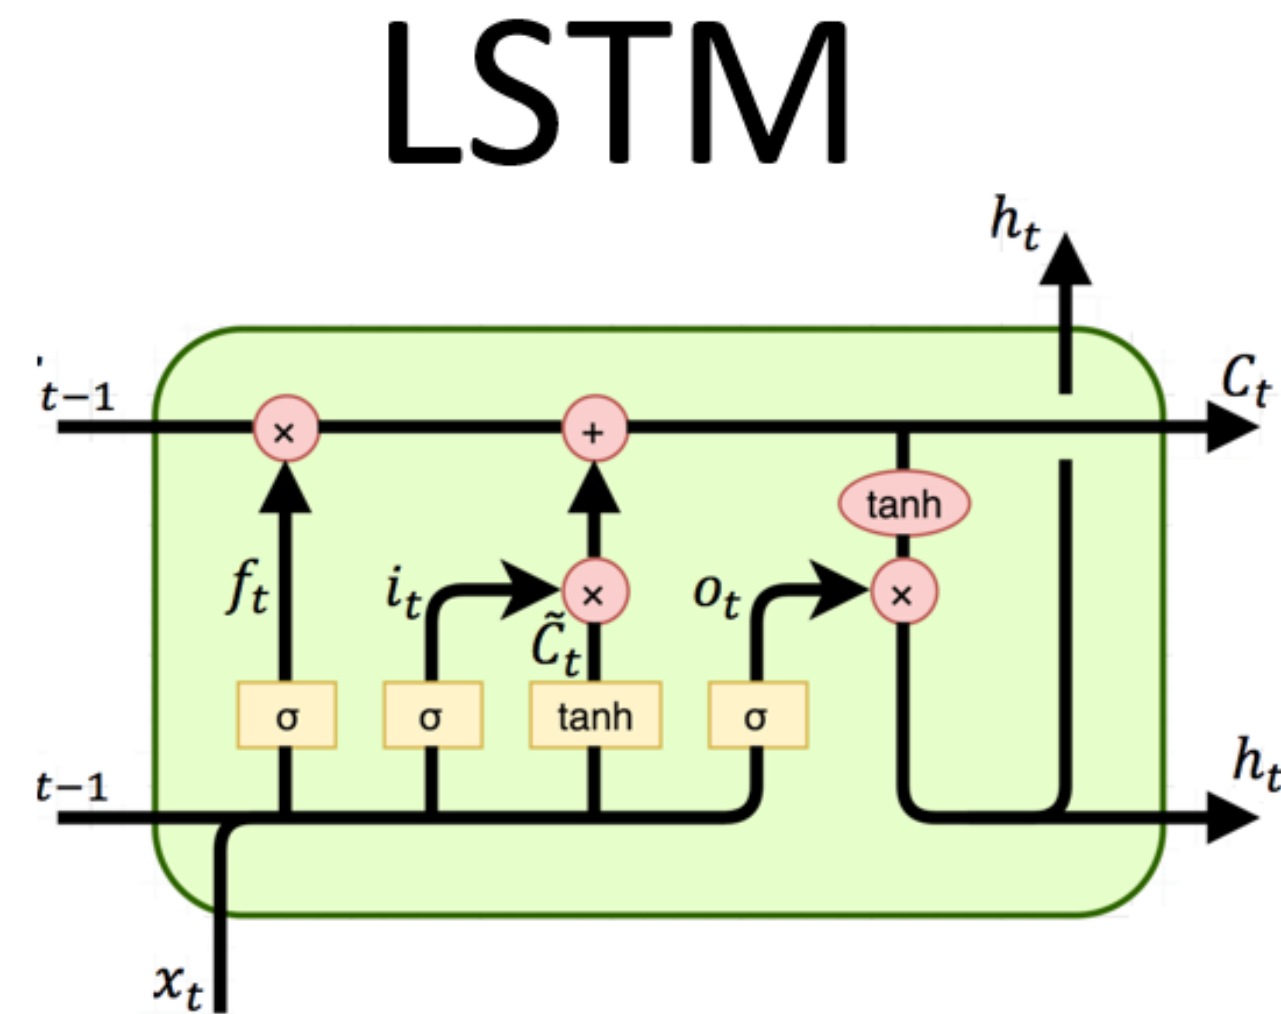 LSTM
h_t
t−1
C_t
×
+
tanh
f_t
i_t
×
o_t
×
C̃_t
σ
σ
tanh
σ
t−1
h_t
x_t